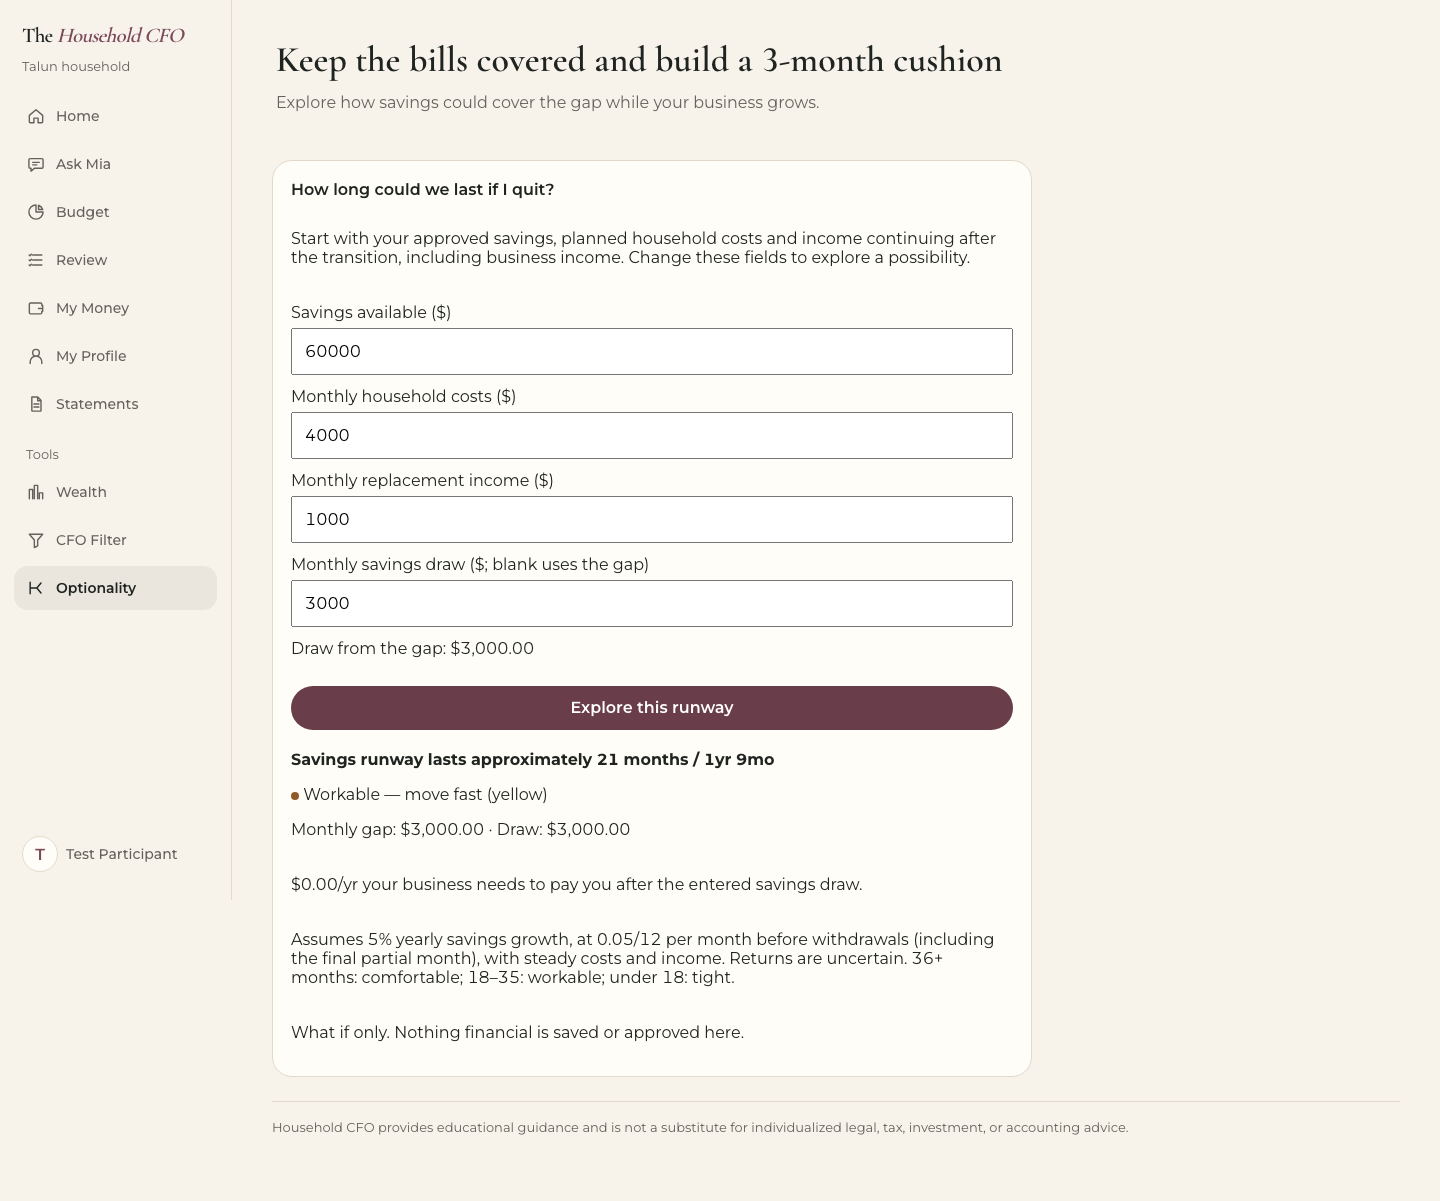 The Household CFO
Talun household
Home
Ask Mia
Budget
Review
My Money
My Profile
Statements
Tools
Wealth
CFO Filter
Optionality
T
Test Participant
Keep the bills covered and build a 3-month cushion
Explore how savings could cover the gap while your business grows.
How long could we last if I quit?
Start with your approved savings, planned household costs and income continuing after
the transition, including business income. Change these fields to explore a possibility.
Savings available ($)
60000
Monthly household costs ($)
4000
Monthly replacement income ($)
1000
Monthly savings draw ($; blank uses the gap)
3000
Draw from the gap: $3,000.00
Explore this runway
Savings runway lasts approximately 21 months / 1yr 9mo
Workable — move fast (yellow)
Monthly gap: $3,000.00 · Draw: $3,000.00
$0.00/yr your business needs to pay you after the entered savings draw.
Assumes 5% yearly savings growth, at 0.05/12 per month before withdrawals (including
the final partial month), with steady costs and income. Returns are uncertain. 36+
months: comfortable; 18–35: workable; under 18: tight.
What if only. Nothing financial is saved or approved here.
Household CFO provides educational guidance and is not a substitute for individualized legal, tax, investment, or accounting advice.